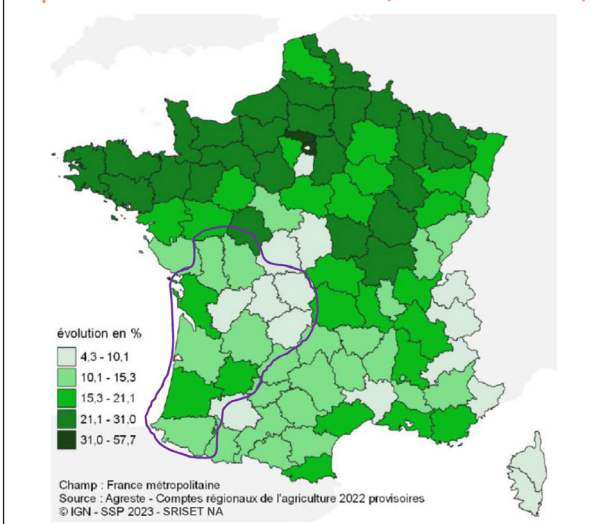 évolution en %
4,3 - 10,1
10,1 - 15,3
15,3 - 21,1
21,1 - 31,0
31,0 - 57,7
Champ : France métropolitaine
Source : Agreste - Comptes régionaux de l'agriculture 2022 provisoires
© IGN - SSP 2023 - SRISET NA